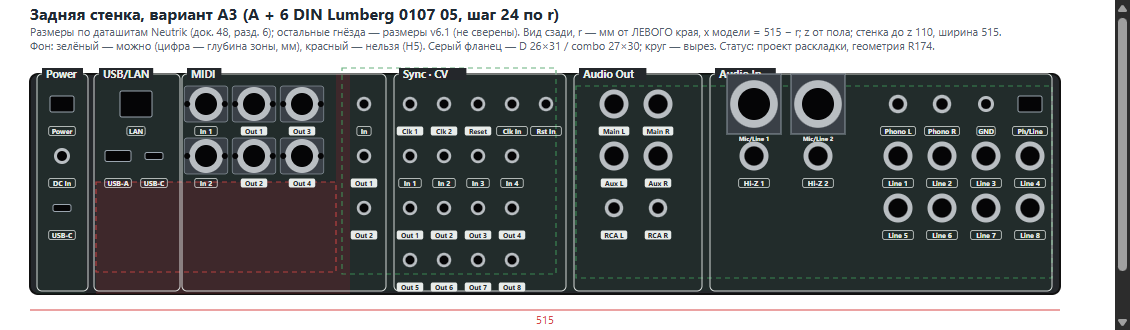 Задняя стенка, вариант A3 (A + 6 DIN Lumberg 0107 05, шаг 24 по r)
Размеры по даташитам Neutrik (док. 48, разд. 6); остальные гнёзда — размеры v6.1 (не сверены). Вид сзади, r — мм от ЛЕВОГО края, x модели = 515 − r; z от пола; стенка до z 110, ширина 515.
Фон: зелёный — можно (цифра — глубина зоны, мм), красный — нельзя (H5). Серый фланец — D 26×31 / combo 27×30; круг — вырез. Статус: проект раскладки, геометрия R174.
Power USB/LAN MIDI Sync · CV Audio Out Audio In
Power LAN In 1 Out 1 Out 3 In Clk 1 Clk 2 Reset Clk In Rst In Main L Main R Mic/Line 1 Mic/Line 2 Phono L Phono R GND Ph/Line
DC In USB-A USB-C In 2 Out 2 Out 4 Out 1 In 1 In 2 In 3 In 4 Aux L Aux R Hi-Z 1 Hi-Z 2 Line 1 Line 2 Line 3 Line 4
USB-C Out 2 Out 1 Out 2 Out 3 Out 4 RCA L RCA R Line 5 Line 6 Line 7 Line 8
Out 5 Out 6 Out 7 Out 8
515